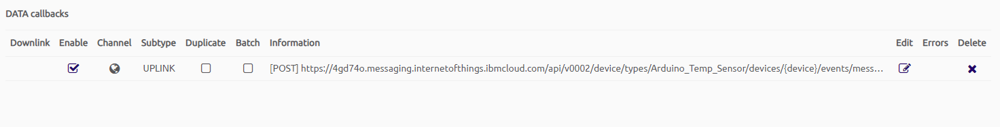 DATA callbacks
Downlink Enable Channel Subtype Duplicate Batch Information Edit Errors Delete
UPLINK [POST] https://4gd74o.messaging.internetofthings.ibmcloud.com/api/v0002/device/types/Arduino_Temp_Sensor/devices/{device}/events/mess…